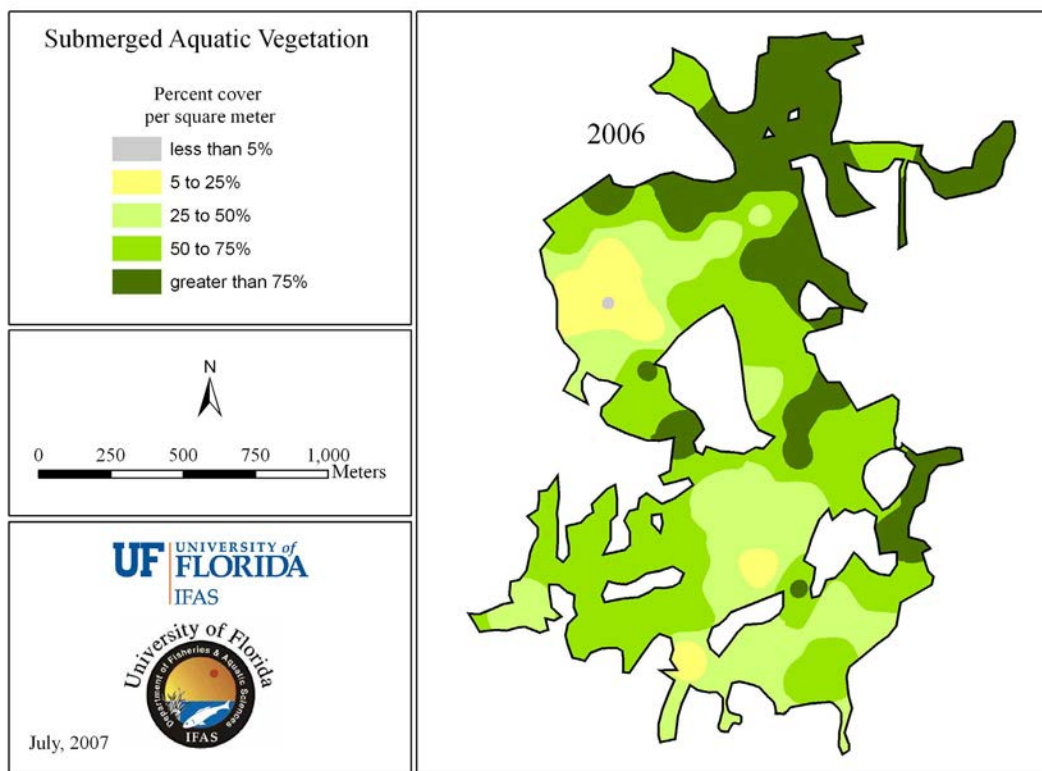 Submerged Aquatic Vegetation
Percent cover
per square meter
less than 5%
5 to 25%
25 to 50%
50 to 75%
greater than 75%
N
0 250 500 750 1,000
Meters
UF UNIVERSITY of
FLORIDA
IFAS
University of Florida
Department of Fisheries & Aquatic Sciences
IFAS
July, 2007
2006